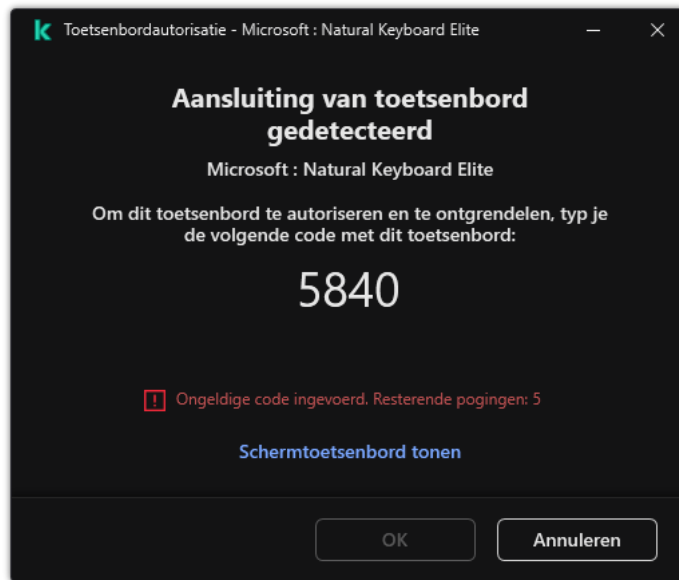 Toetsenbordautorisatie - Microsoft : Natural Keyboard Elite
Aansluiting van toetsenbord
gedetecteerd
Microsoft : Natural Keyboard Elite
Om dit toetsenbord te autoriseren en te ontgrendelen, typ je
de volgende code met dit toetsenbord:
5840
Ongeldige code ingevoerd. Resterende pogingen: 5
Schermtoetsenbord tonen
OK
Annuleren